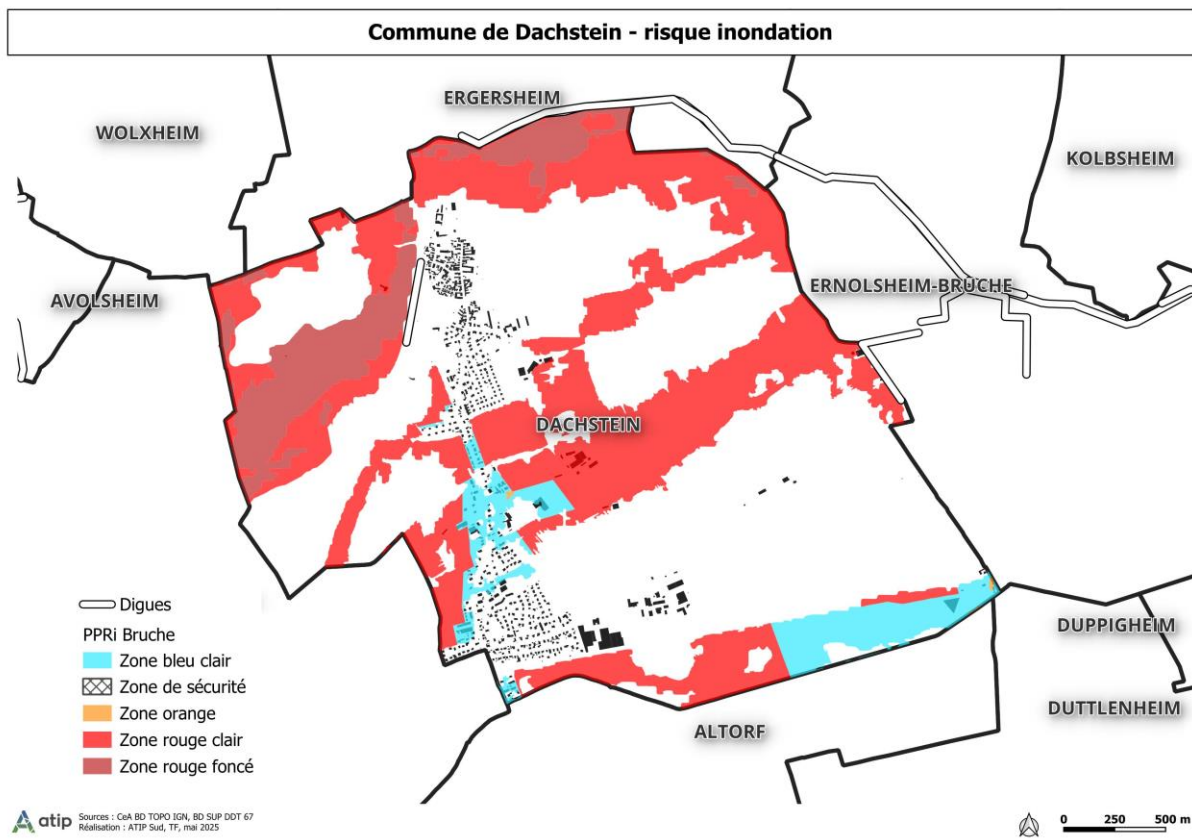 Commune de Dachstein - risque inondation
ERGERSHEIM
WOLXHEIM
KOLBSHEIM
AVOLSHEIM
ERNOLSHEIM-BRUCHE
DACHSTEIN
Digues
PPRi Bruche
Zone bleu clair
Zone de sécurité
Zone orange
Zone rouge clair
Zone rouge foncé
DUPPIGHEIM
DUTTLENHEIM
ALTORF
atip
Sources : CeA BD TOPO IGN, BD SUP DDT 67
Réalisation : ATIP Sud, TF, mai 2025
0 250 500 m